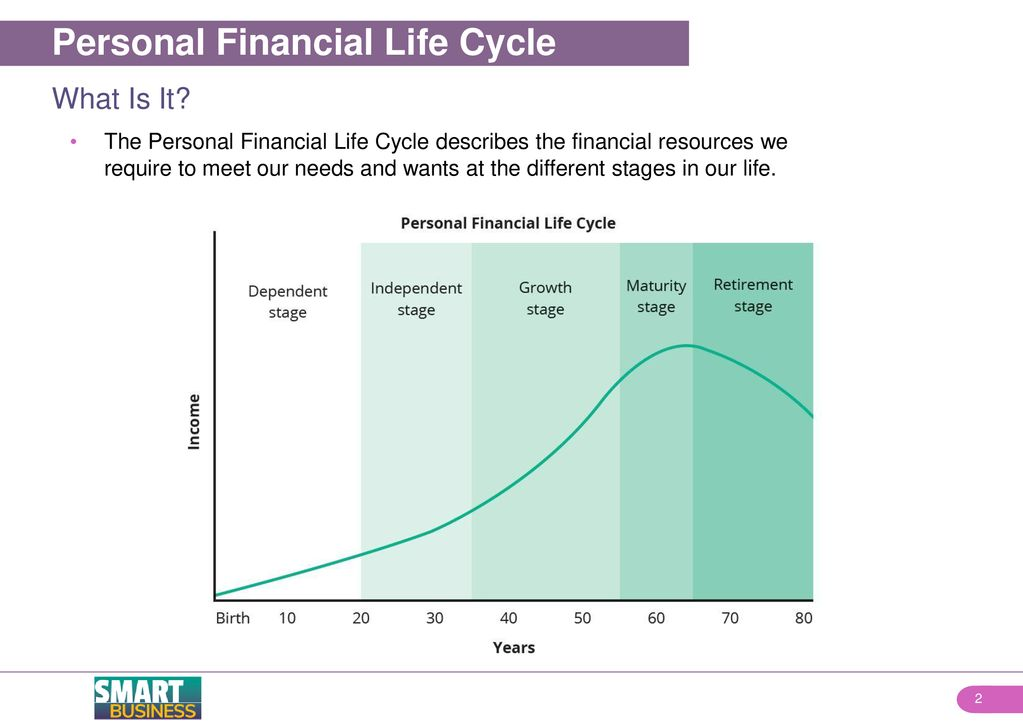 Personal Financial Life Cycle
What Is It?
• The Personal Financial Life Cycle describes the financial resources we
require to meet our needs and wants at the different stages in our life.
Personal Financial Life Cycle
Dependent
stage
Independent
stage
Growth
stage
Maturity
stage
Retirement
stage
Income
Birth 10 20 30 40 50 60 70 80
Years
SMART
BUSINESS
2